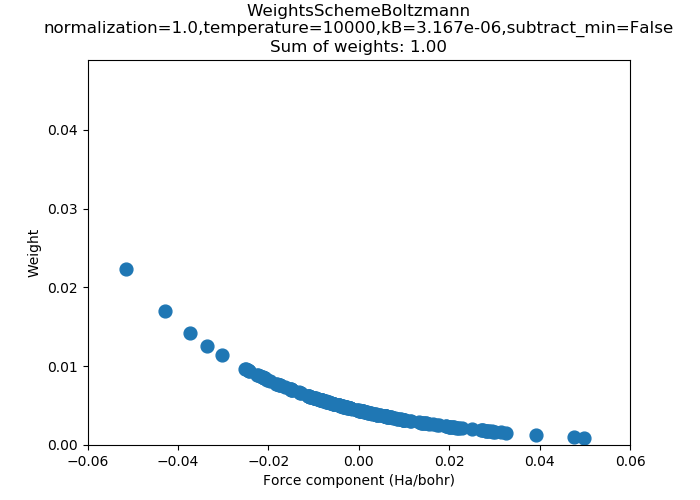 WeightsSchemeBoltzmann
normalization=1.0,temperature=10000,kB=3.167e-06,subtract_min=False
Sum of weights: 1.00
0.04
0.03
0.02
0.01
0.00
Weight
−0.06 −0.04 −0.02 0.00 0.02 0.04 0.06
Force component (Ha/bohr)